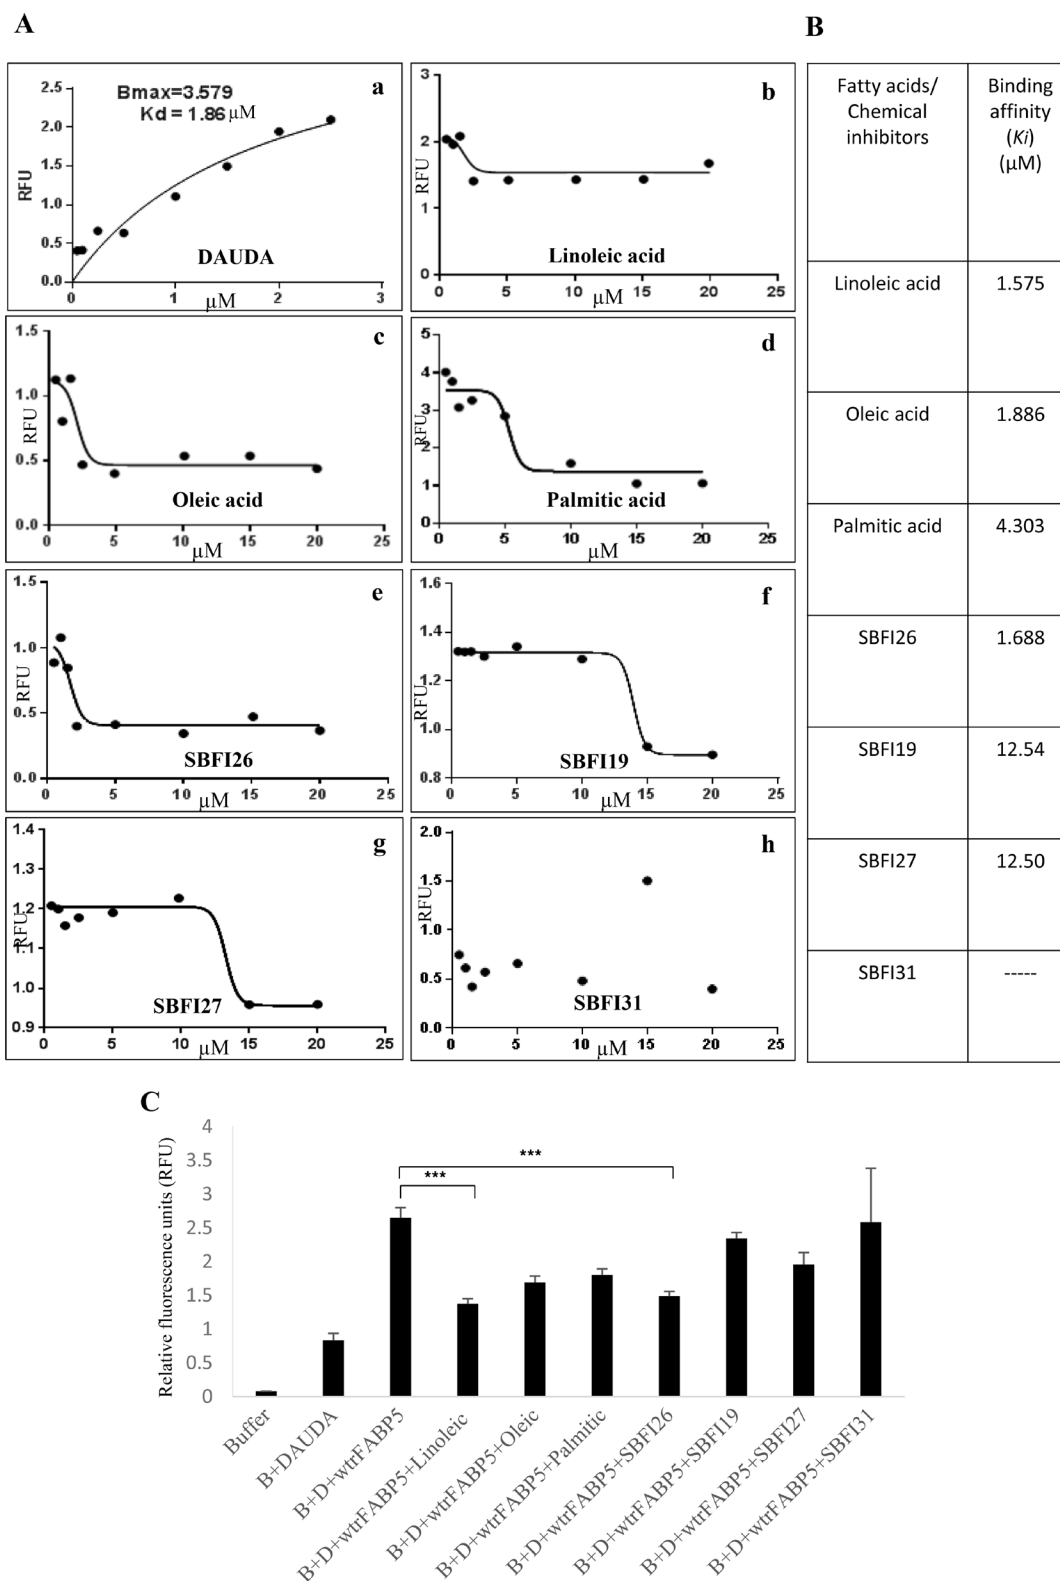 A
B
a
Bmax=3.579
Kd = 1.86 µM
RFU
2.5
2.0
1.5
1.0
0.5
0.0
DAUDA
0
1
2
3
µM
b
RFU
3
2
1
0
Linoleic acid
0
5
10
15
20
25
c
RFU
1.5
1.0
0.5
0.0
Oleic acid
0
5
10
15
20
25
µM
d
RFU
5
4
3
2
1
0
Palmitic acid
0
5
10
15
20
25
µM
e
RFU
1.5
1.0
0.5
0.0
SBFI26
0
5
10
15
20
25
µM
f
RFU
1.6
1.4
1.2
1.0
0.8
SBFI19
0
5
10
15
20
25
µM
g
RFU
1.4
1.3
1.2
1.1
1.0
0.9
SBFI27
0
5
10
15
20
25
µM
h
RFU
2.0
1.5
1.0
0.5
0.0
SBFI31
0
5
10
15
20
25
µM
Fatty acids/ Binding
Chemical affinity
inhibitors (Ki)
(µM)
Linoleic acid 1.575
Oleic acid 1.886
Palmitic acid 4.303
SBFI26 1.688
SBFI19 12.54
SBFI27 12.50
SBFI31 -----
C
Relative fluorescence units (RFU)
4
3.5
3
2.5
2
1.5
1
0.5
0
***
***
Buffer
B+DAUDA
B+D+wtrFABP5
B+D+wtrFABP5+Linoleic
B+D+wtrFABP5+Oleic
B+D+wtrFABP5+Palmitic
B+D+wtrFABP5+SBFI26
B+D+wtrFABP5+SBFI19
B+D+wtrFABP5+SBFI27
B+D+wtrFABP5+SBFI31